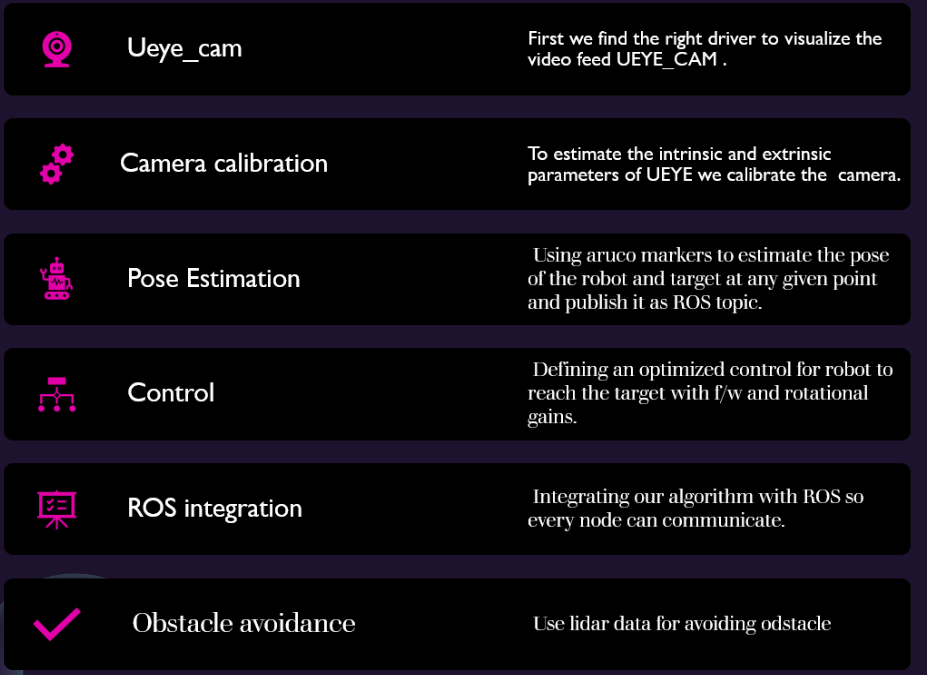 Ueye_cam
First we find the right driver to visualize the
video feed UEYE_CAM .
Camera calibration
To estimate the intrinsic and extrinsic
parameters of UEYE we calibrate the  camera.
Pose Estimation
Using aruco markers to estimate the pose
of the robot and target at any given point
and publish it as ROS topic.
Control
Defining an optimized control for robot to
reach the target with f/w and rotational
gains.
ROS integration
Integrating our algorithm with ROS so
every node can communicate.
Obstacle avoidance
Use lidar data for avoiding odstacle